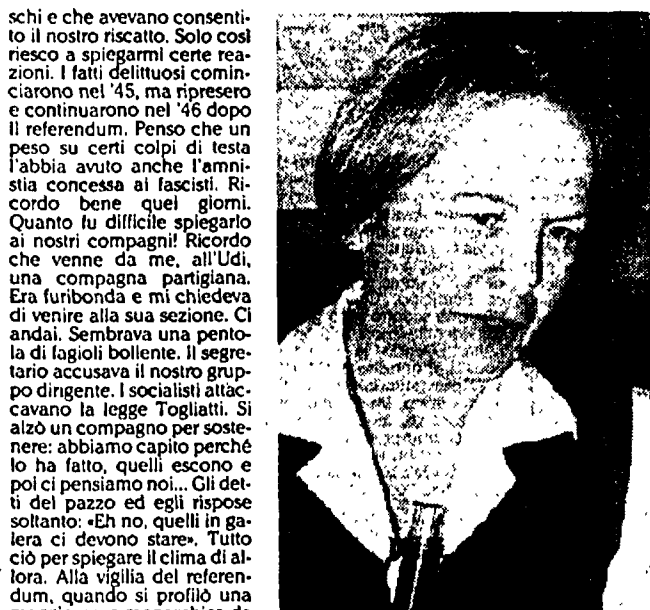 schi e che avevano consenti-
to il nostro riscatto. Solo così
riesco a spiegarmi certe rea-
zioni. I fatti delittuosi comin-
ciarono nel '45, ma ripresero
e continuarono nel '46 dopo
il referendum. Penso che un
peso su certi colpi di testa
l'abbia avuto anche l'amni-
stia concessa ai fascisti. Ri-
cordo bene quei giorni.
Quanto fu difficile spiegarlo
ai nostri compagni! Ricordo
che venne da me, all'Udi,
una compagna partigiana.
Era furibonda e mi chiedeva
di venire alla sua sezione. Ci
andai. Sembrava una pento-
la di fagioli bollente. Il segre-
tario accusava il nostro grup-
po dirigente. I socialisti attac-
cavano la legge Togliatti. Si
alzò un compagno per soste-
nere: abbiamo capito perché
lo ha fatto, quelli escono e
poi ci pensiamo noi... Gli det-
ti del pazzo ed egli rispose
soltanto: «Eh no, quelli in ga-
lera ci devono stare». Tutto
ciò per spiegare il clima di al-
lora. Alla vigilia del referen-
dum, quando si profilò una